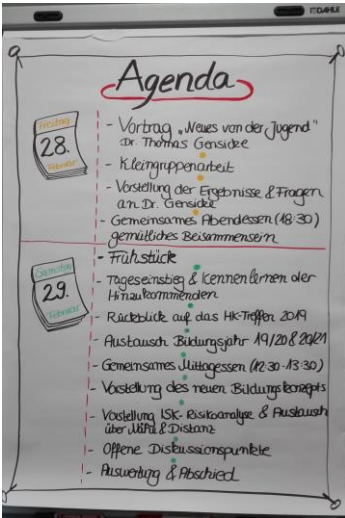 DAHLE
Agenda
Freitag
28.
Februar
- Vortrag „Neues von der Jugend"
Dr. Thomas Gensicke
- Kleingruppenarbeit
- Vorstellung der Ergebnisse & Fragen
an Dr. Gensicke
- Gemeinsames Abendessen (18:30)
gemütliches Beisammensein
Samstag
29.
Februar
- Frühstück
- Tageseinstieg & Kennenlernen der
Hinzukommenden
- Rückblick auf das HK-Treffen 2019
- Austausch Bildungsjahr 19/20 & 20/21
- Gemeinsames Mittagessen (12:30-13:30)
- Vorstellung des neuen Bildungskonzepts
- Vorstellung ISK-Risikoanalyse & Austausch
über Nähe & Distanz
- Offene Diskussionspunkte
- Auswertung & Abschied